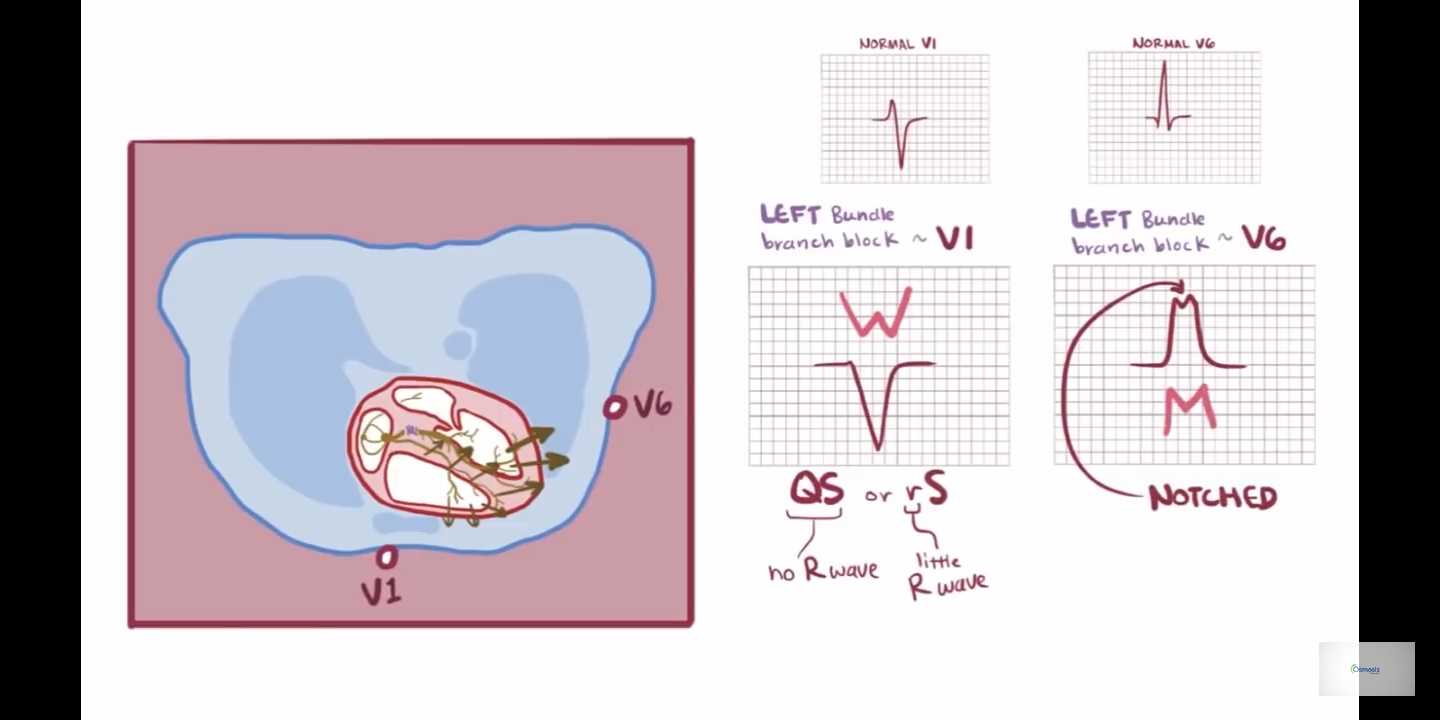 NORMAL V1
NORMAL V6
LEFT Bundle
branch block ~ V1
LEFT Bundle
branch block ~ V6
W
M
V6
V1
QS or rS
no R wave
little
R wave
NOTCHED
Osmosis